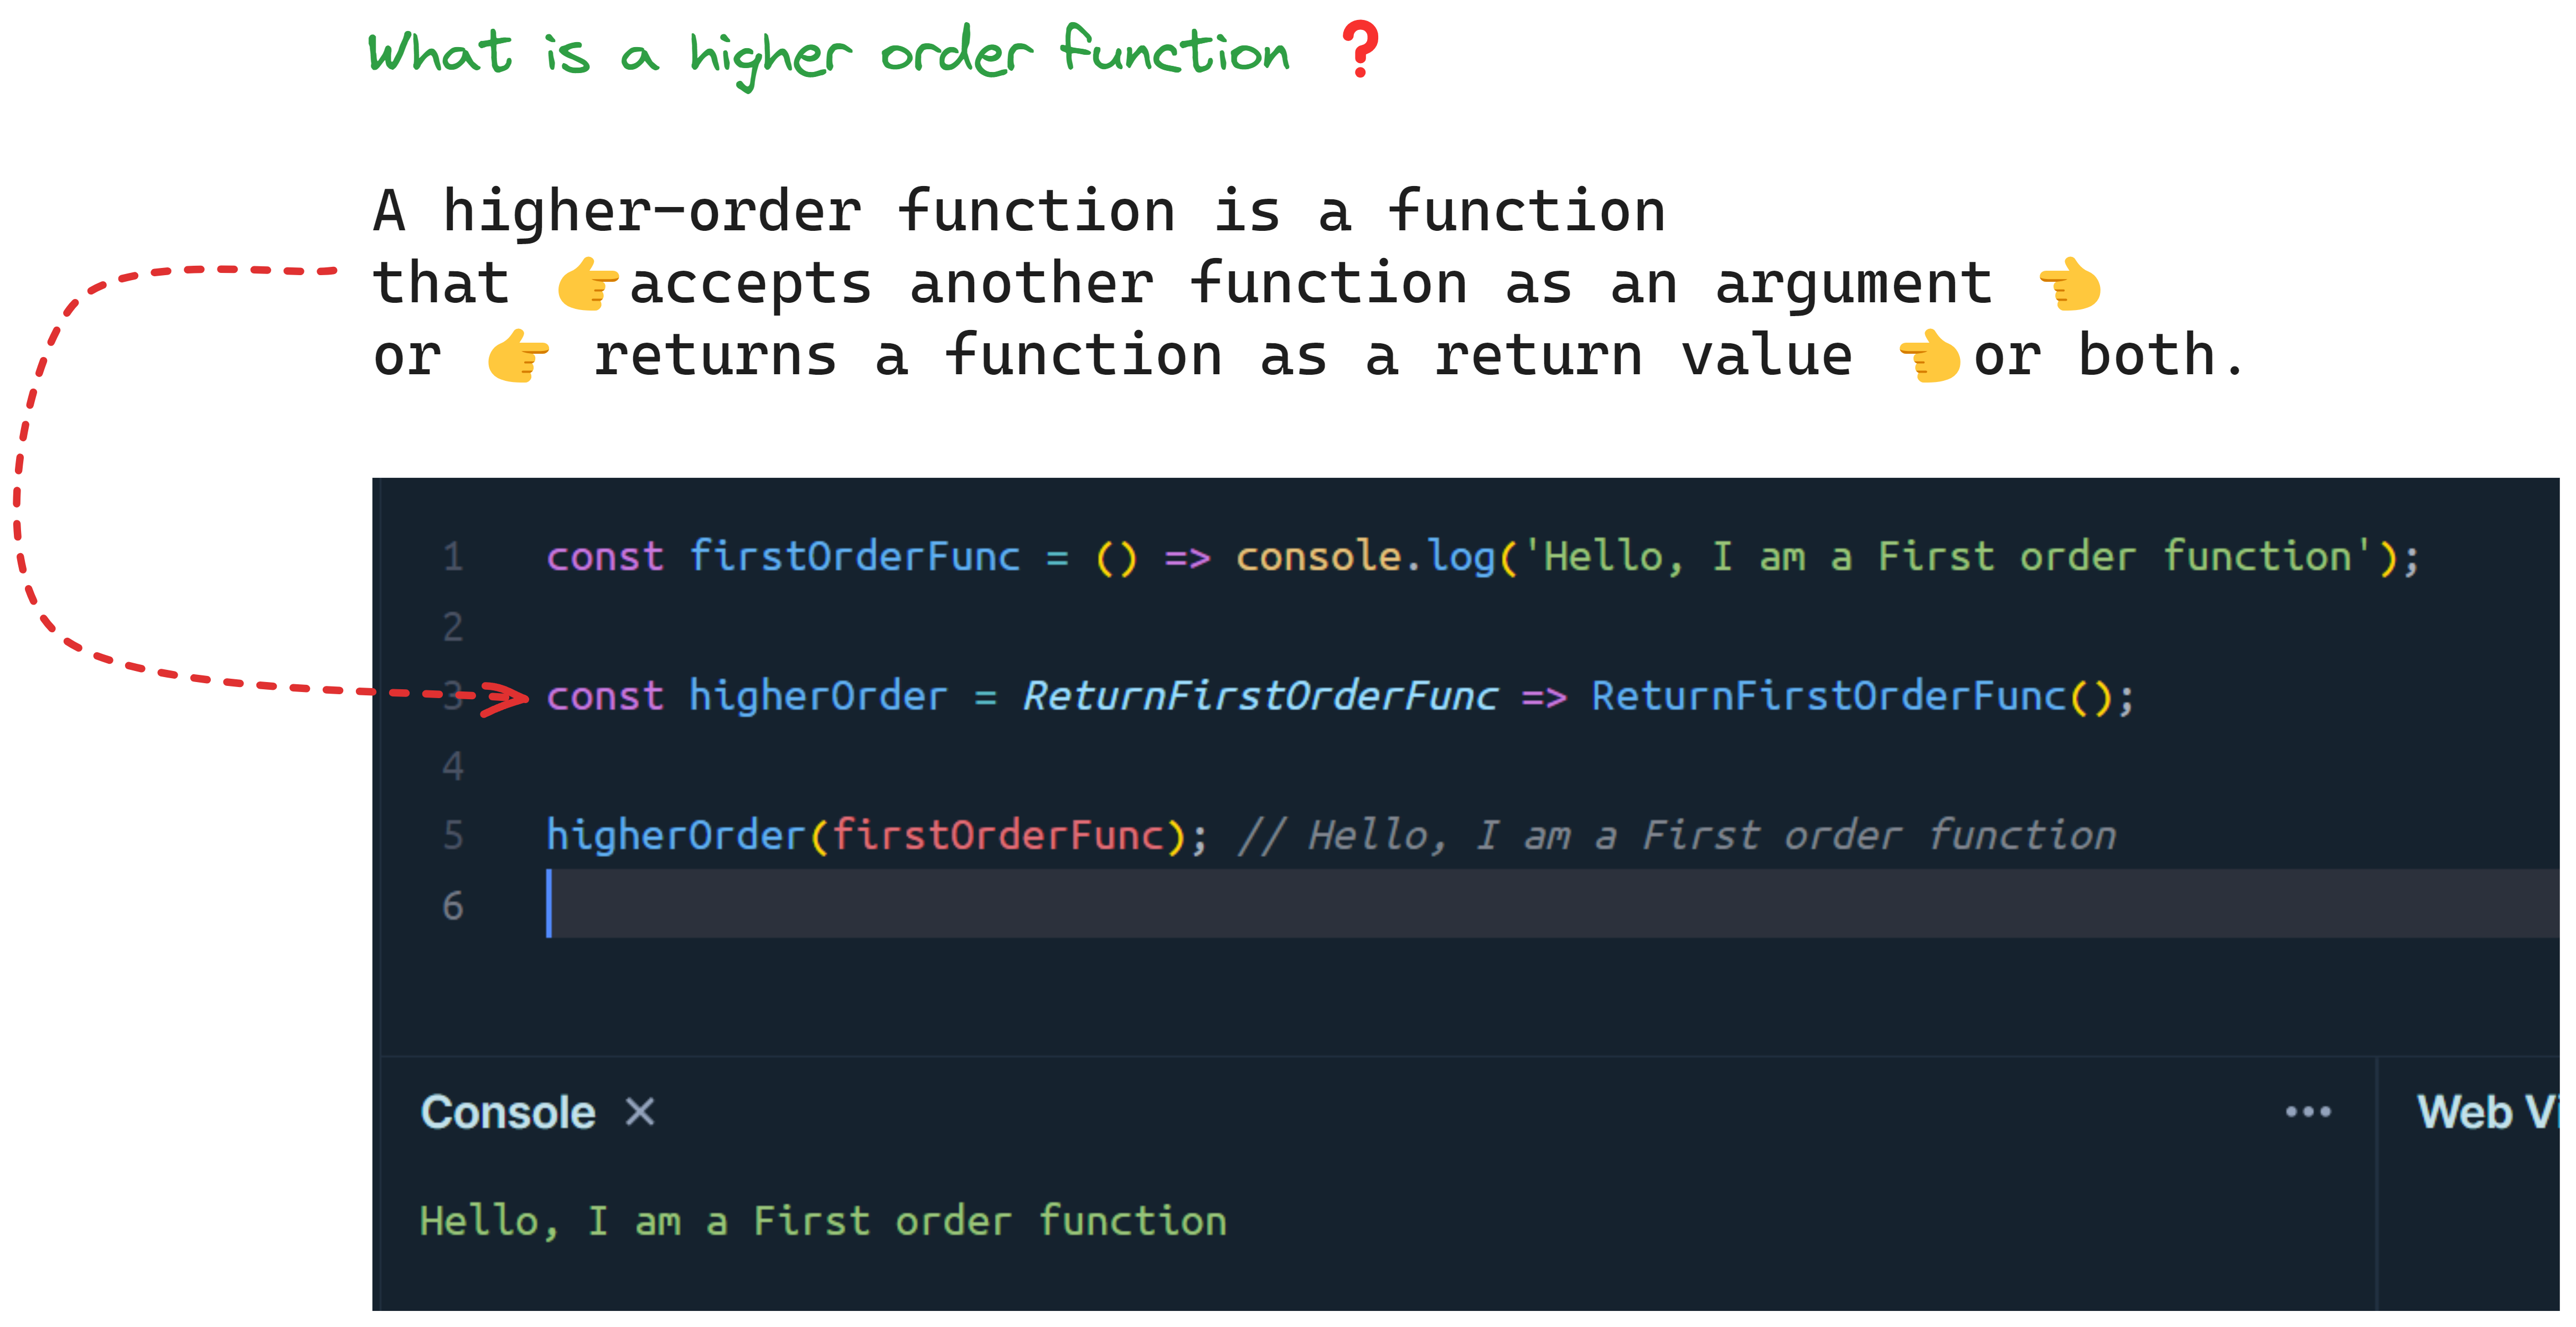 What is a higher order function ❓
A higher-order function is a function
that 👉accepts another function as an argument 👈
or 👉 returns a function as a return value 👈or both.
1 const firstOrderFunc = () => console.log('Hello, I am a First order function');
2
3 const higherOrder = ReturnFirstOrderFunc => ReturnFirstOrderFunc();
4
5 higherOrder(firstOrderFunc); // Hello, I am a First order function
6
Console ✕ ••• Web Vi
Hello, I am a First order function